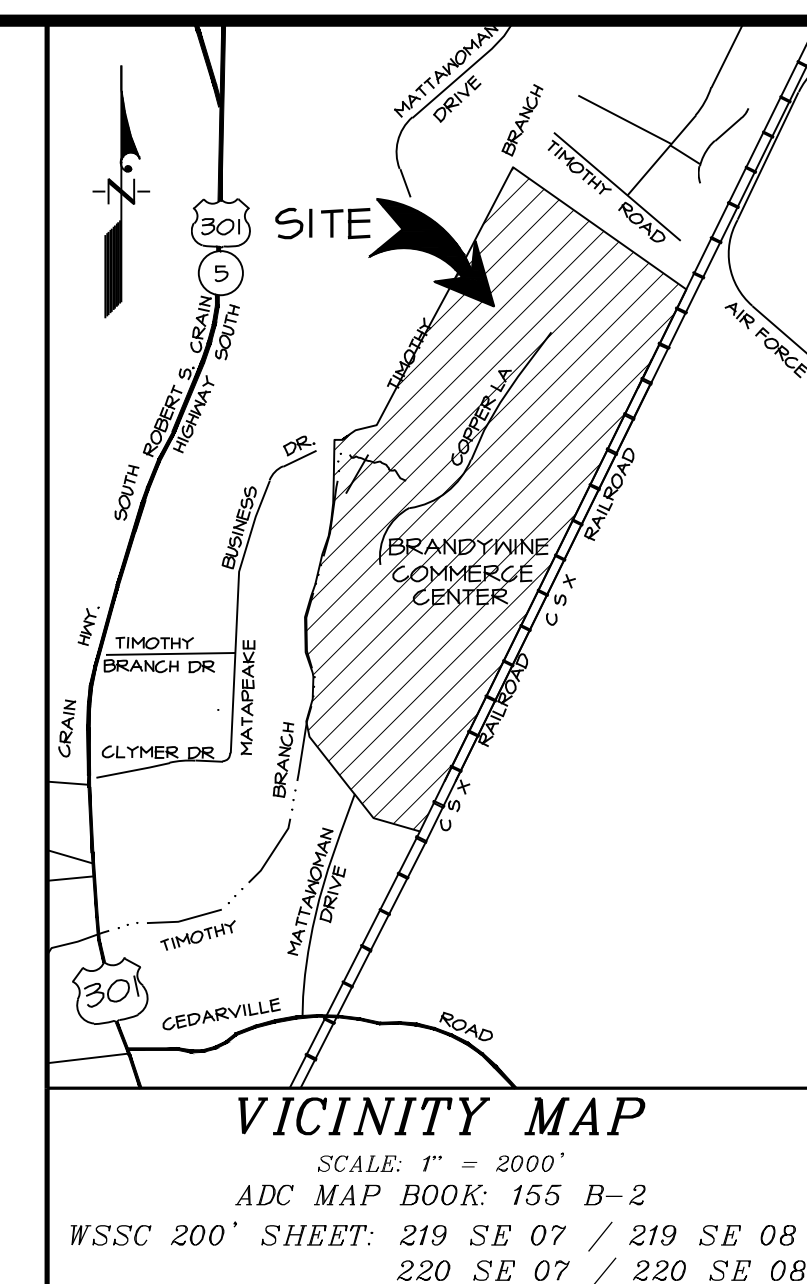 MATTAWOMAN
DRIVE
BRANCH
TIMOTHY ROAD
N
301
5
SITE
AIR FORCE
SOUTH ROBERT S. CRAIN
HIGHWAY SOUTH
TIMOTHY
COPPER LA
DR.
BUSINESS
MATAPEAKE
RAILROAD
C S X
BRANDYWINE
COMMERCE
CENTER
CRAIN HWY.
TIMOTHY
BRANCH DR
CLYMER DR
BRANCH
RAILROAD
C S X
MATTAWOMAN
DRIVE
TIMOTHY
301
CEDARVILLE ROAD
VICINITY MAP
SCALE: 1" = 2000'
ADC MAP BOOK: 155 B-2
WSSC 200' SHEET: 219 SE 07 / 219 SE 08
220 SE 07 / 220 SE 08